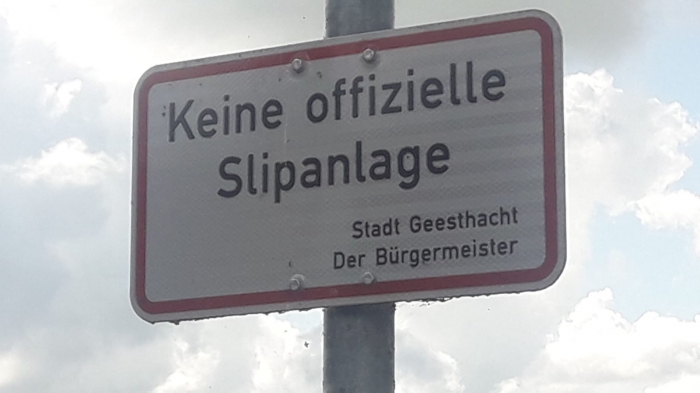 Keine offizielle
Slipanlage
Stadt Geesthacht
Der Bürgermeister